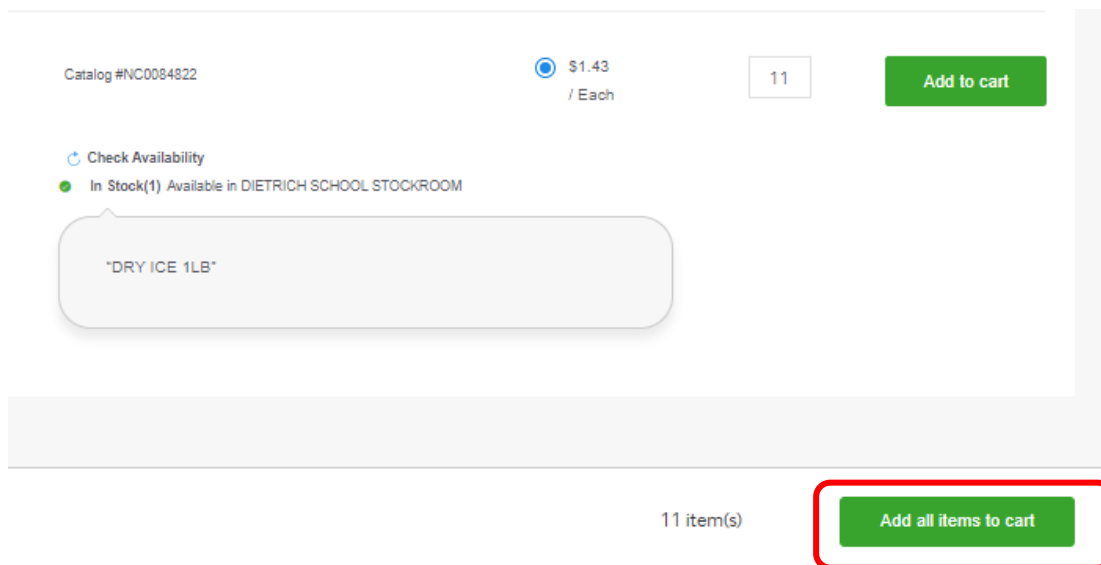 Catalog #NC0084822
$1.43
/ Each
11
Add to cart
Check Availability
In Stock(1) Available in DIETRICH SCHOOL STOCKROOM
"DRY ICE 1LB"
11 item(s)
Add all items to cart